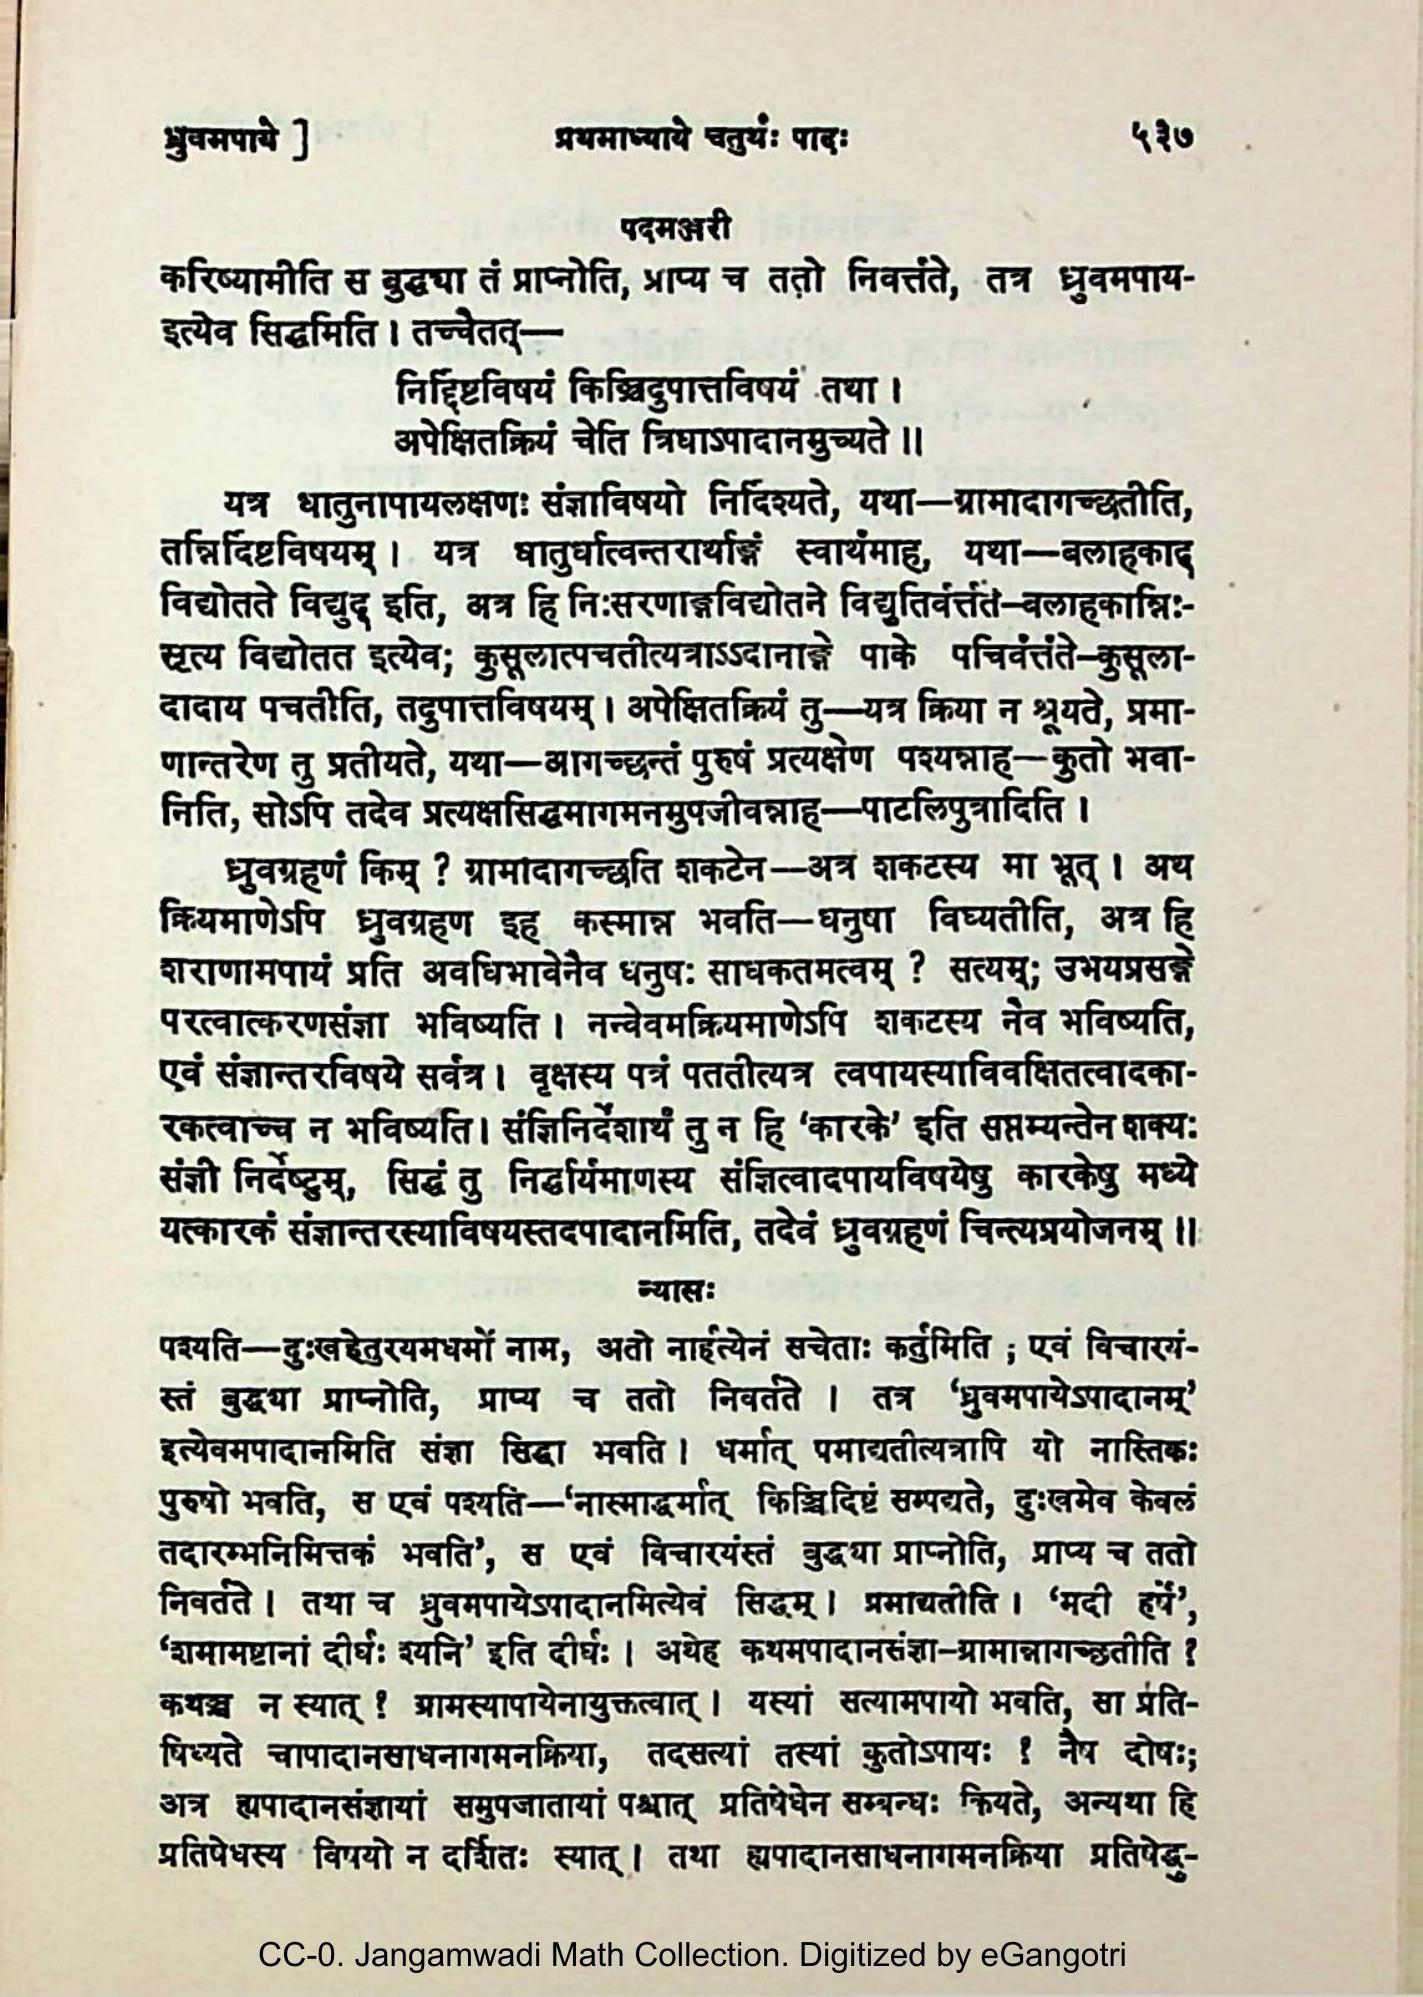 ध्रुवमपाये ] प्रथमाध्याये चतुर्थः पादः ५३७
पदमञ्जरी
करिष्यामीति स बुद्ध्या तं प्राप्नोति, प्राप्य च ततो निवर्त्तते, तत्र ध्रुवमपाय-
इत्येव सिद्धमिति । तच्चैतत्—
निर्द्दिष्टविषयं किञ्चिदुपात्तविषयं तथा ।
अपेक्षितक्रियं चेति त्रिधाऽपादानमुच्यते ॥
यत्र धातुनापायलक्षणः संज्ञाविषयो निर्दिश्यते, यथा—ग्रामादागच्छतीति,
तन्निर्दिष्टविषयम् । यत्र धातुर्धात्वन्तरार्थाङ्गं स्वार्थमाह, यथा—बलाहकाद्
विद्योतते विद्युद् इति, अत्र हि निःसरणाङ्गविद्योतने विद्युतिर्वर्त्तते–बलाहकान्निः-
सृत्य विद्योतत इत्येव; कुसूलात्पचतीत्यत्राऽऽदानाङ्गे पाके पचिर्वर्त्तते–कुसूला-
दादाय पचतीति, तदुपात्तविषयम् । अपेक्षितक्रियं तु—यत्र क्रिया न श्रूयते, प्रमा-
णान्तरेण तु प्रतीयते, यथा—आगच्छन्तं पुरुषं प्रत्यक्षेण पश्यन्नाह—कुतो भवा-
निति, सोऽपि तदेव प्रत्यक्षसिद्धमागमनमुपजीवन्नाह—पाटलिपुत्रादिति ।
ध्रुवग्रहणं किम् ? ग्रामादागच्छति शकटेन—अत्र शकटस्य मा भूत् । अथ
क्रियमाणेऽपि ध्रुवग्रहण इह कस्मान्न भवति—धनुषा विध्यतीति, अत्र हि
शराणामपायं प्रति अवधिभावेनैव धनुषः साधकतमत्वम् ? सत्यम्; उभयप्रसङ्गे
परत्वात्करणसंज्ञा भविष्यति । नन्वेवमक्रियमाणेऽपि शकटस्य नैव भविष्यति,
एवं संज्ञान्तरविषये सर्वत्र । वृक्षस्य पत्रं पततीत्यत्र त्वपायस्याविवक्षितत्वादका-
रकत्वाच्च न भविष्यति । संज्ञिनिर्देशार्थं तु न हि ‘कारके’ इति सप्तम्यन्तेन शक्यः
संज्ञी निर्देष्टुम्, सिद्धं तु निर्द्धार्यमाणस्य संज्ञित्वादपायविषयेषु कारकेषु मध्ये
यत्कारकं संज्ञान्तरस्याविषयस्तदपादानमिति, तदेवं ध्रुवग्रहणं चिन्त्यप्रयोजनम् ॥
न्यासः
पश्यति—दुःखहेतुरयमधर्मो नाम, अतो नार्हत्येनं सचेताः कर्तुमिति ; एवं विचारयं-
स्तं बुद्धथा प्राप्नोति, प्राप्य च ततो निवर्तते । तत्र ‘ध्रुवमपायेऽपादानम्’
इत्येवमपादानमिति संज्ञा सिद्धा भवति । धर्मात् पमाद्यतीत्यत्रापि यो नास्तिकः
पुरुषो भवति, स एवं पश्यति—‘नास्माद्धर्मात् किञ्चिदिष्टं सम्पद्यते, दुःखमेव केवलं
तदारम्भनिमित्तकं भवति’, स एवं विचारयंस्तं बुद्धथा प्राप्नोति, प्राप्य च ततो
निवर्तते । तथा च ध्रुवमपायेऽपादानमित्येवं सिद्धम् । प्रमाद्यतीति । ‘मदी हर्षे’,
‘शमामष्टानां दीर्घः श्यनि’ इति दीर्घः । अथेह कथमपादानसंज्ञा–ग्रामान्नागच्छतीति ?
कथञ्च न स्यात् ? ग्रामस्यापायेनायुक्तत्वात् । यस्यां सत्यामपायो भवति, सा प्रति-
षिध्यते चापादानसाधनागमनक्रिया, तदसत्यां तस्यां कुतोऽपायः ? नैष दोषः;
अत्र ह्यपादानसंज्ञायां समुपजातायां पश्चात् प्रतिषेधेन सम्बन्धः क्रियते, अन्यथा हि
प्रतिषेधस्य विषयो न दर्शितः स्यात् । तथा ह्यपादानसाधनागमनक्रिया प्रतिषेद्धु-
CC-0. Jangamwadi Math Collection. Digitized by eGangotri